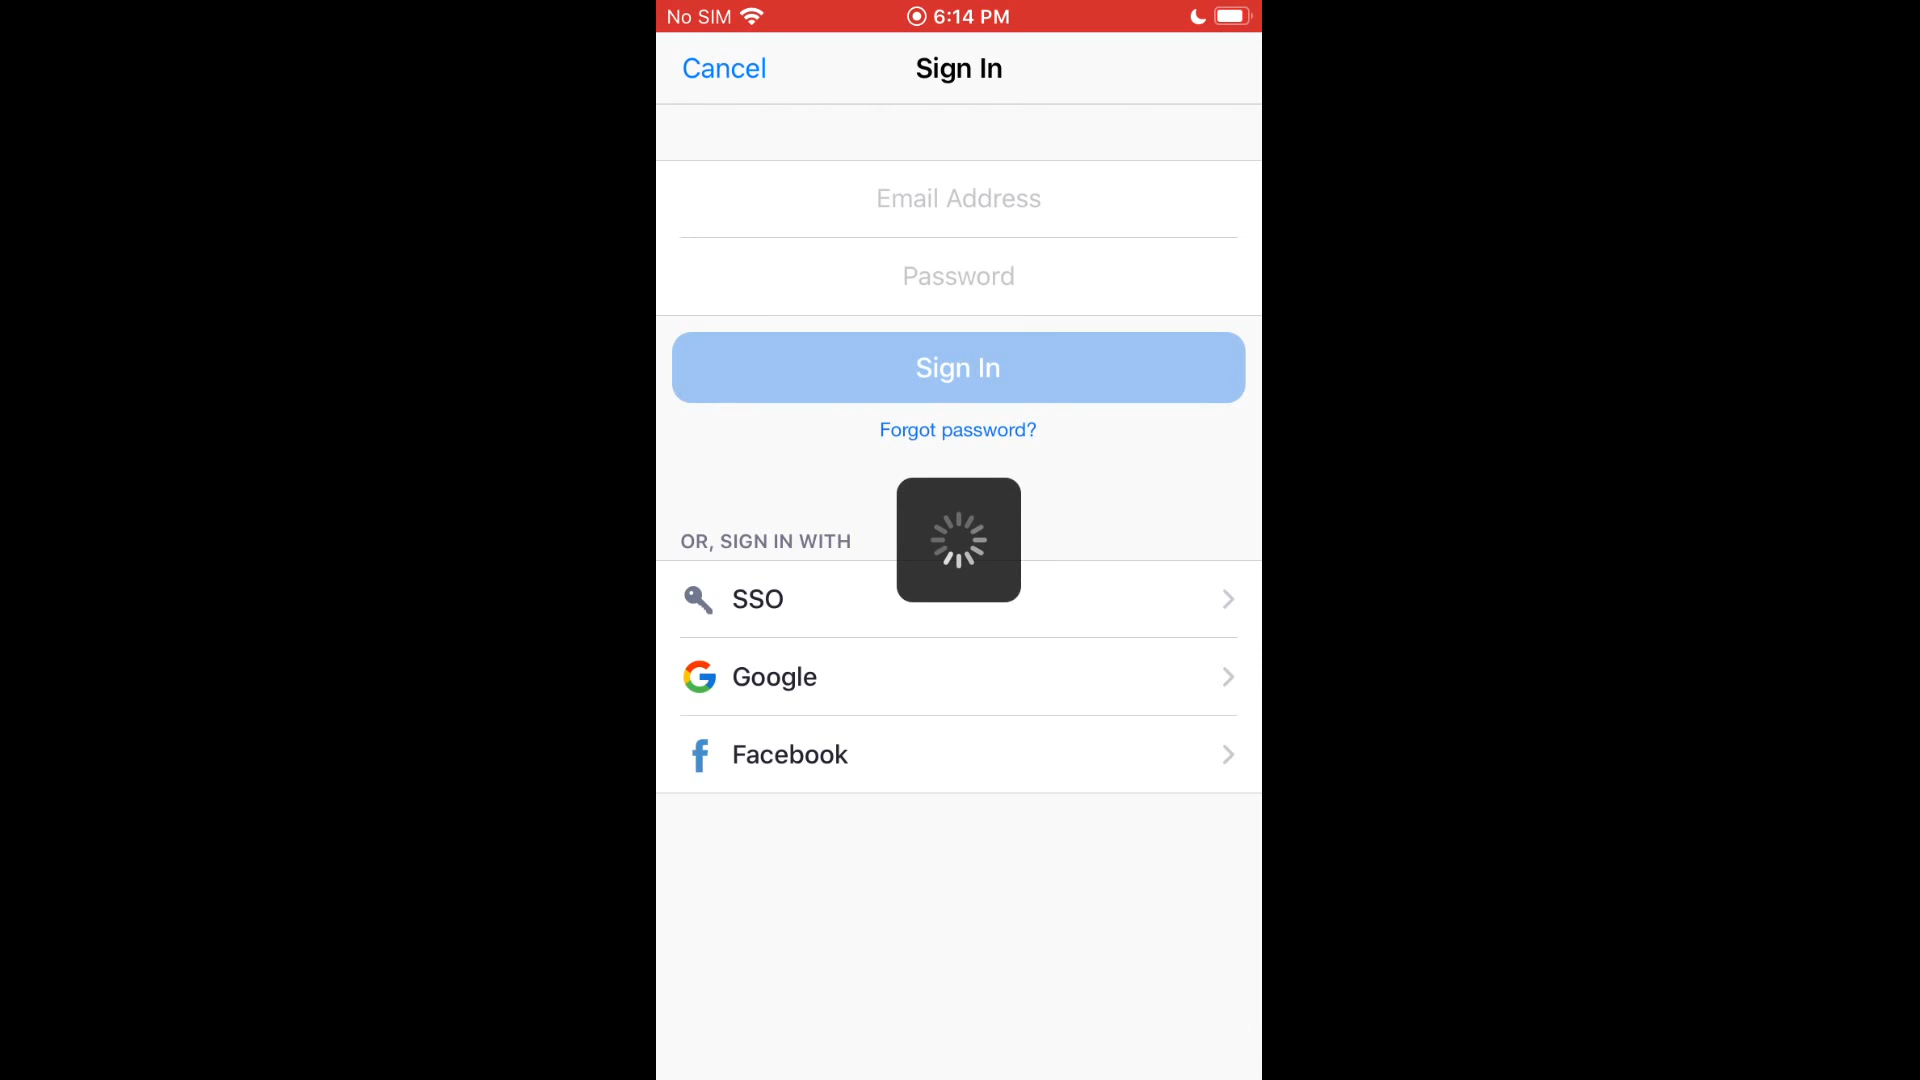 No SIM 6:14 PM
Cancel Sign In
Email Address
Password
Sign In
Forgot password?
OR, SIGN IN WITH
SSO
Google
Facebook